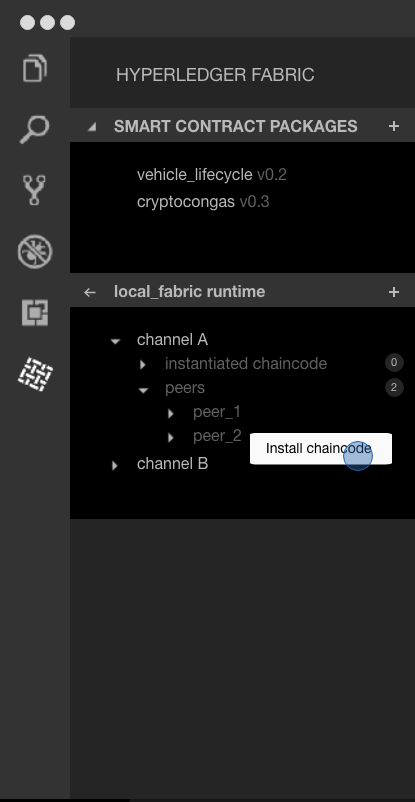 HYPERLEDGER FABRIC
SMART CONTRACT PACKAGES +
vehicle_lifecycle v0.2
cryptocongas v0.3
← local_fabric runtime +
channel A
instantiated chaincode 0
peers 2
peer_1
peer_2
Install chaincode
channel B